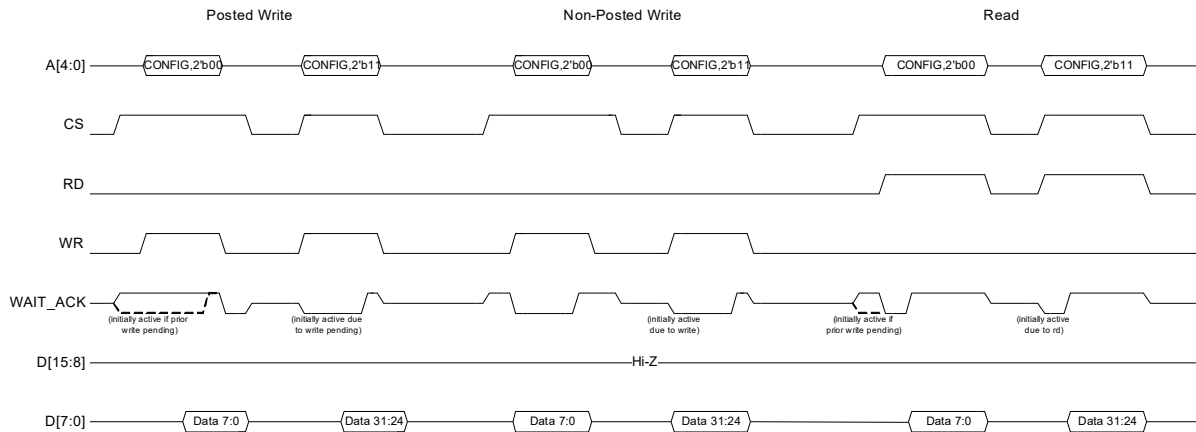 Posted Write Non-Posted Write Read
A[4:0] CONFIG,2'b00 CONFIG,2'b11 CONFIG,2'b00 CONFIG,2'b11 CONFIG,2'b00 CONFIG,2'b11
CS
RD
WR
WAIT_ACK
(initially active if prior
write pending)
(initially active due
to write pending)
(initially active
due to write)
(initially active if
prior write pending)
(initially active
due to rd)
D[15:8] Hi-Z
D[7:0] Data 7:0 Data 31:24 Data 7:0 Data 31:24 Data 7:0 Data 31:24